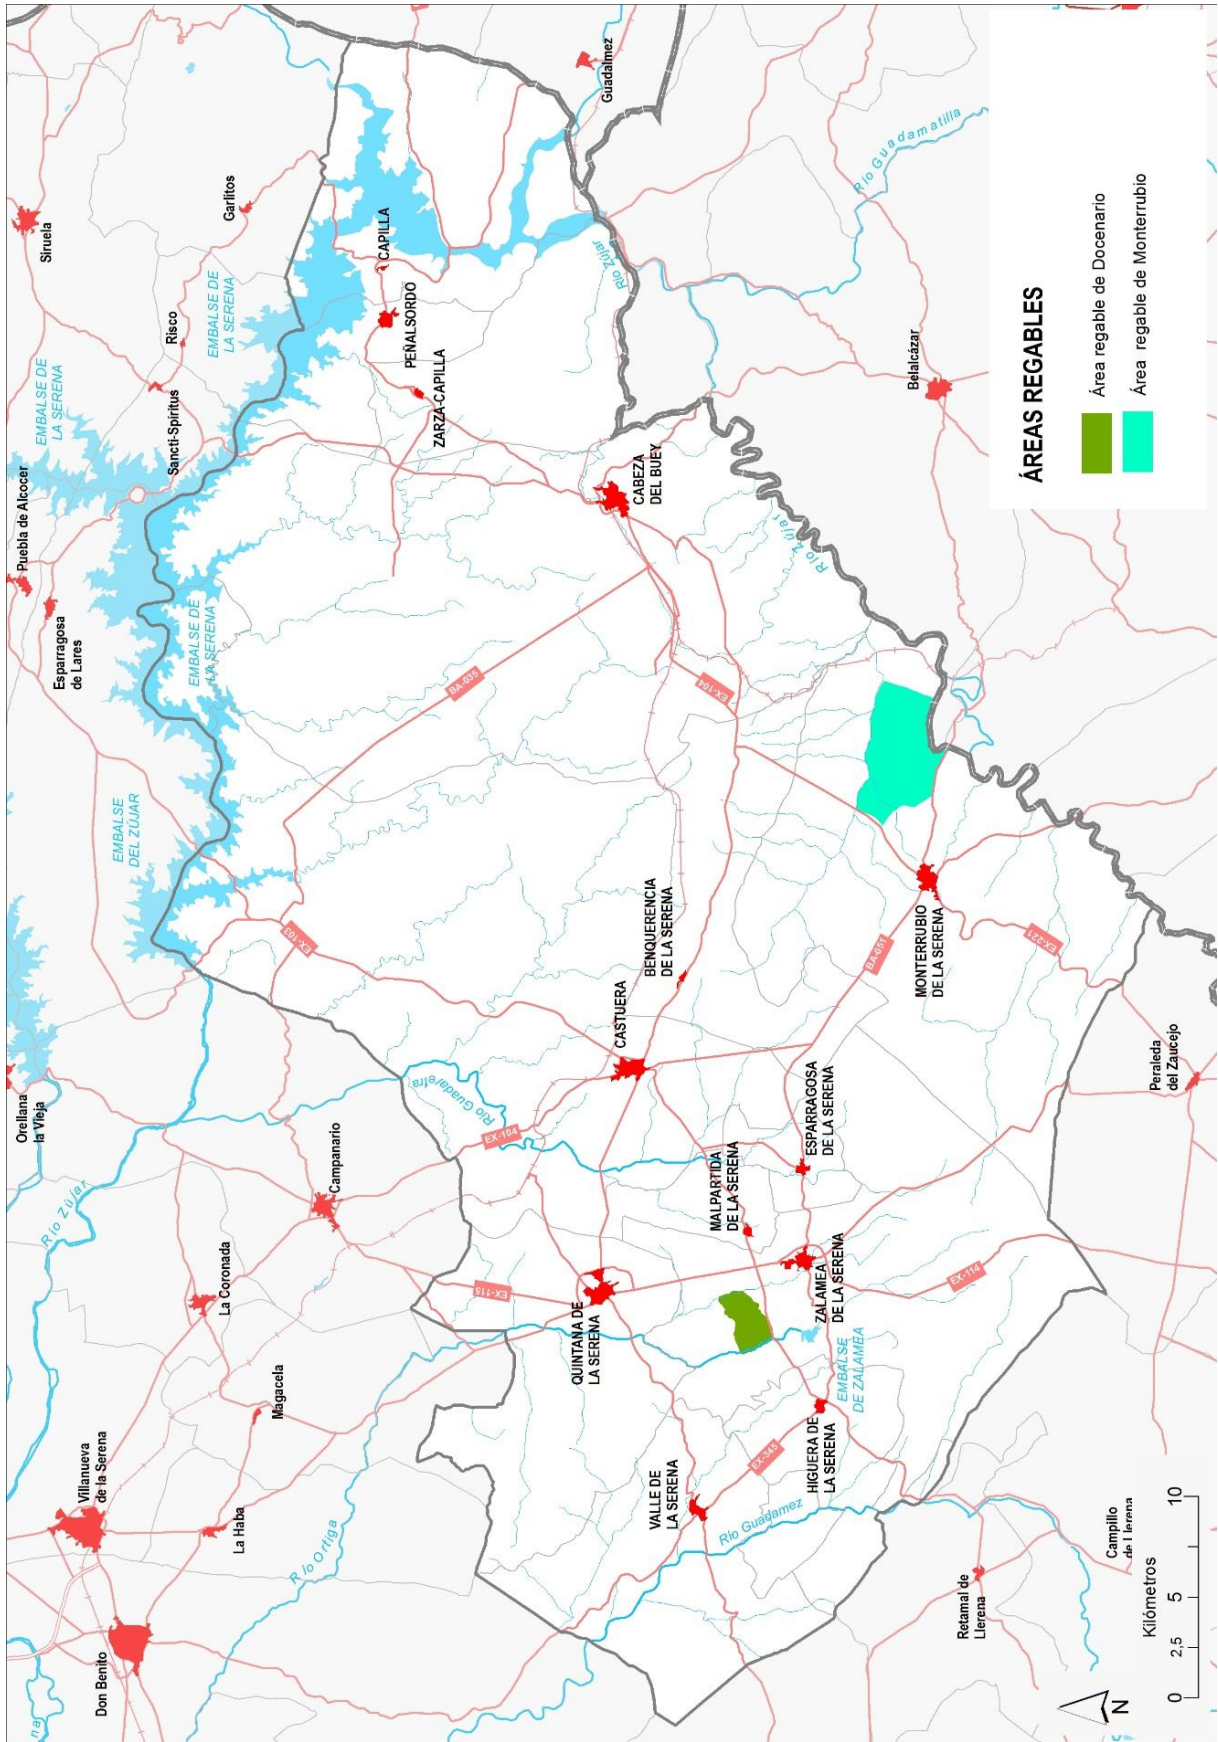 Siruela
Garlitos
Risco
Sancti-Spiritus
Puebla de Alcocer
Esparragosa
de Lares
EMBALSE DE
LA SERENA
EMBALSE DE
LA SERENA
EMBALSE DE
LA SERENA
EMBALSE
DEL ZÚJAR
Guadalmez
CAPILLA
PEÑALSORDO
ZARZA-CAPILLA
CABEZA
DEL BUEY
Río Zújar
Río Zújar
Río Guadamatilla
Belalcázar
BA-035
EX-104
EX-103
Orellana
la Vieja
Río Zújar
Campanario
La Coronada
Magacela
Villanueva
de la Serena
La Haba
Don Benito
Río Ortiga
na
Río Guadalefra
EX-104
EX-115
CASTUERA
BENQUERENCIA
DE LA SERENA
QUINTANA DE
LA SERENA
MALPARTIDA
DE LA SERENA
ESPARRAGOSA
DE LA SERENA
ZALAMEA
DE LA SERENA
EMBALSE
DE ZALAMEA
HIGUERA DE
LA SERENA
VALLE DE
LA SERENA
EX-345
Río Guadamez
EX-114
BA-051
MONTERRUBIO
DE LA SERENA
EX-221
Peraleda
del Zaucejo
Retamal de
Llerena
Campillo
de Llerena
ÁREAS REGABLES
Área regable de Docenario
Área regable de Monterrubio
N
Kilómetros
0 2,5 5 10